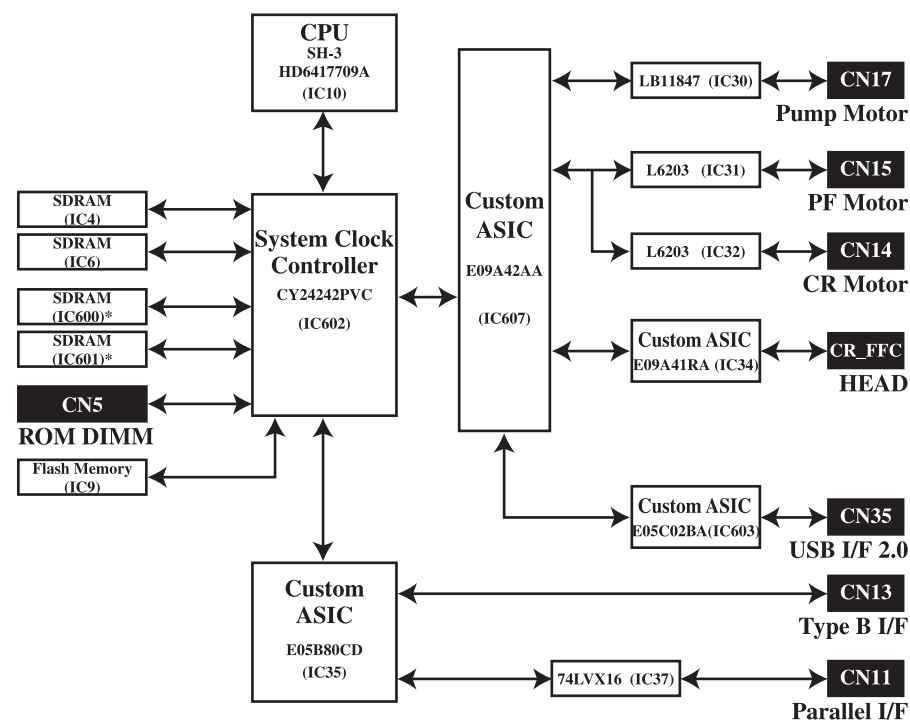 CPU
SH-3
HD6417709A
(IC10)
SDRAM
(IC4)
SDRAM
(IC6)
SDRAM
(IC600)*
SDRAM
(IC601)*
CN5
ROM DIMM
Flash Memory
(IC9)
System Clock
Controller
CY24242PVC
(IC602)
Custom
ASIC
E09A42AA
(IC607)
LB11847 (IC30)
CN17
Pump Motor
L6203 (IC31)
CN15
PF Motor
L6203 (IC32)
CN14
CR Motor
Custom ASIC
E09A41RA (IC34)
CR_FFC
HEAD
Custom ASIC
E05C02BA(IC603)
CN35
USB I/F 2.0
Custom
ASIC
E05B80CD
(IC35)
CN13
Type B I/F
74LVX16 (IC37)
CN11
Parallel I/F